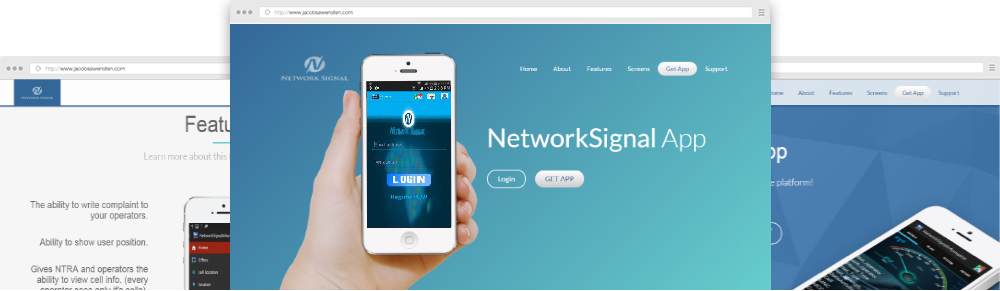 http://www.jacobsawensten.com
NETWORK SIGNAL
Home About Features Screens Get App Support
NetworkSignal App
Login GET APP
LOGIN
Register NOW
http://www.jacobsawensten.com
NETWORK SIGNAL
Featu
Learn more about this
The ability to write complaint to
your operators.
Ability to show user position.
Gives NTRA and operators the
ability to view cell info. (every
operator sees only it's cells).
Home
Offers
cell location
Home About Features Screens Get App Support
pp
e platform!